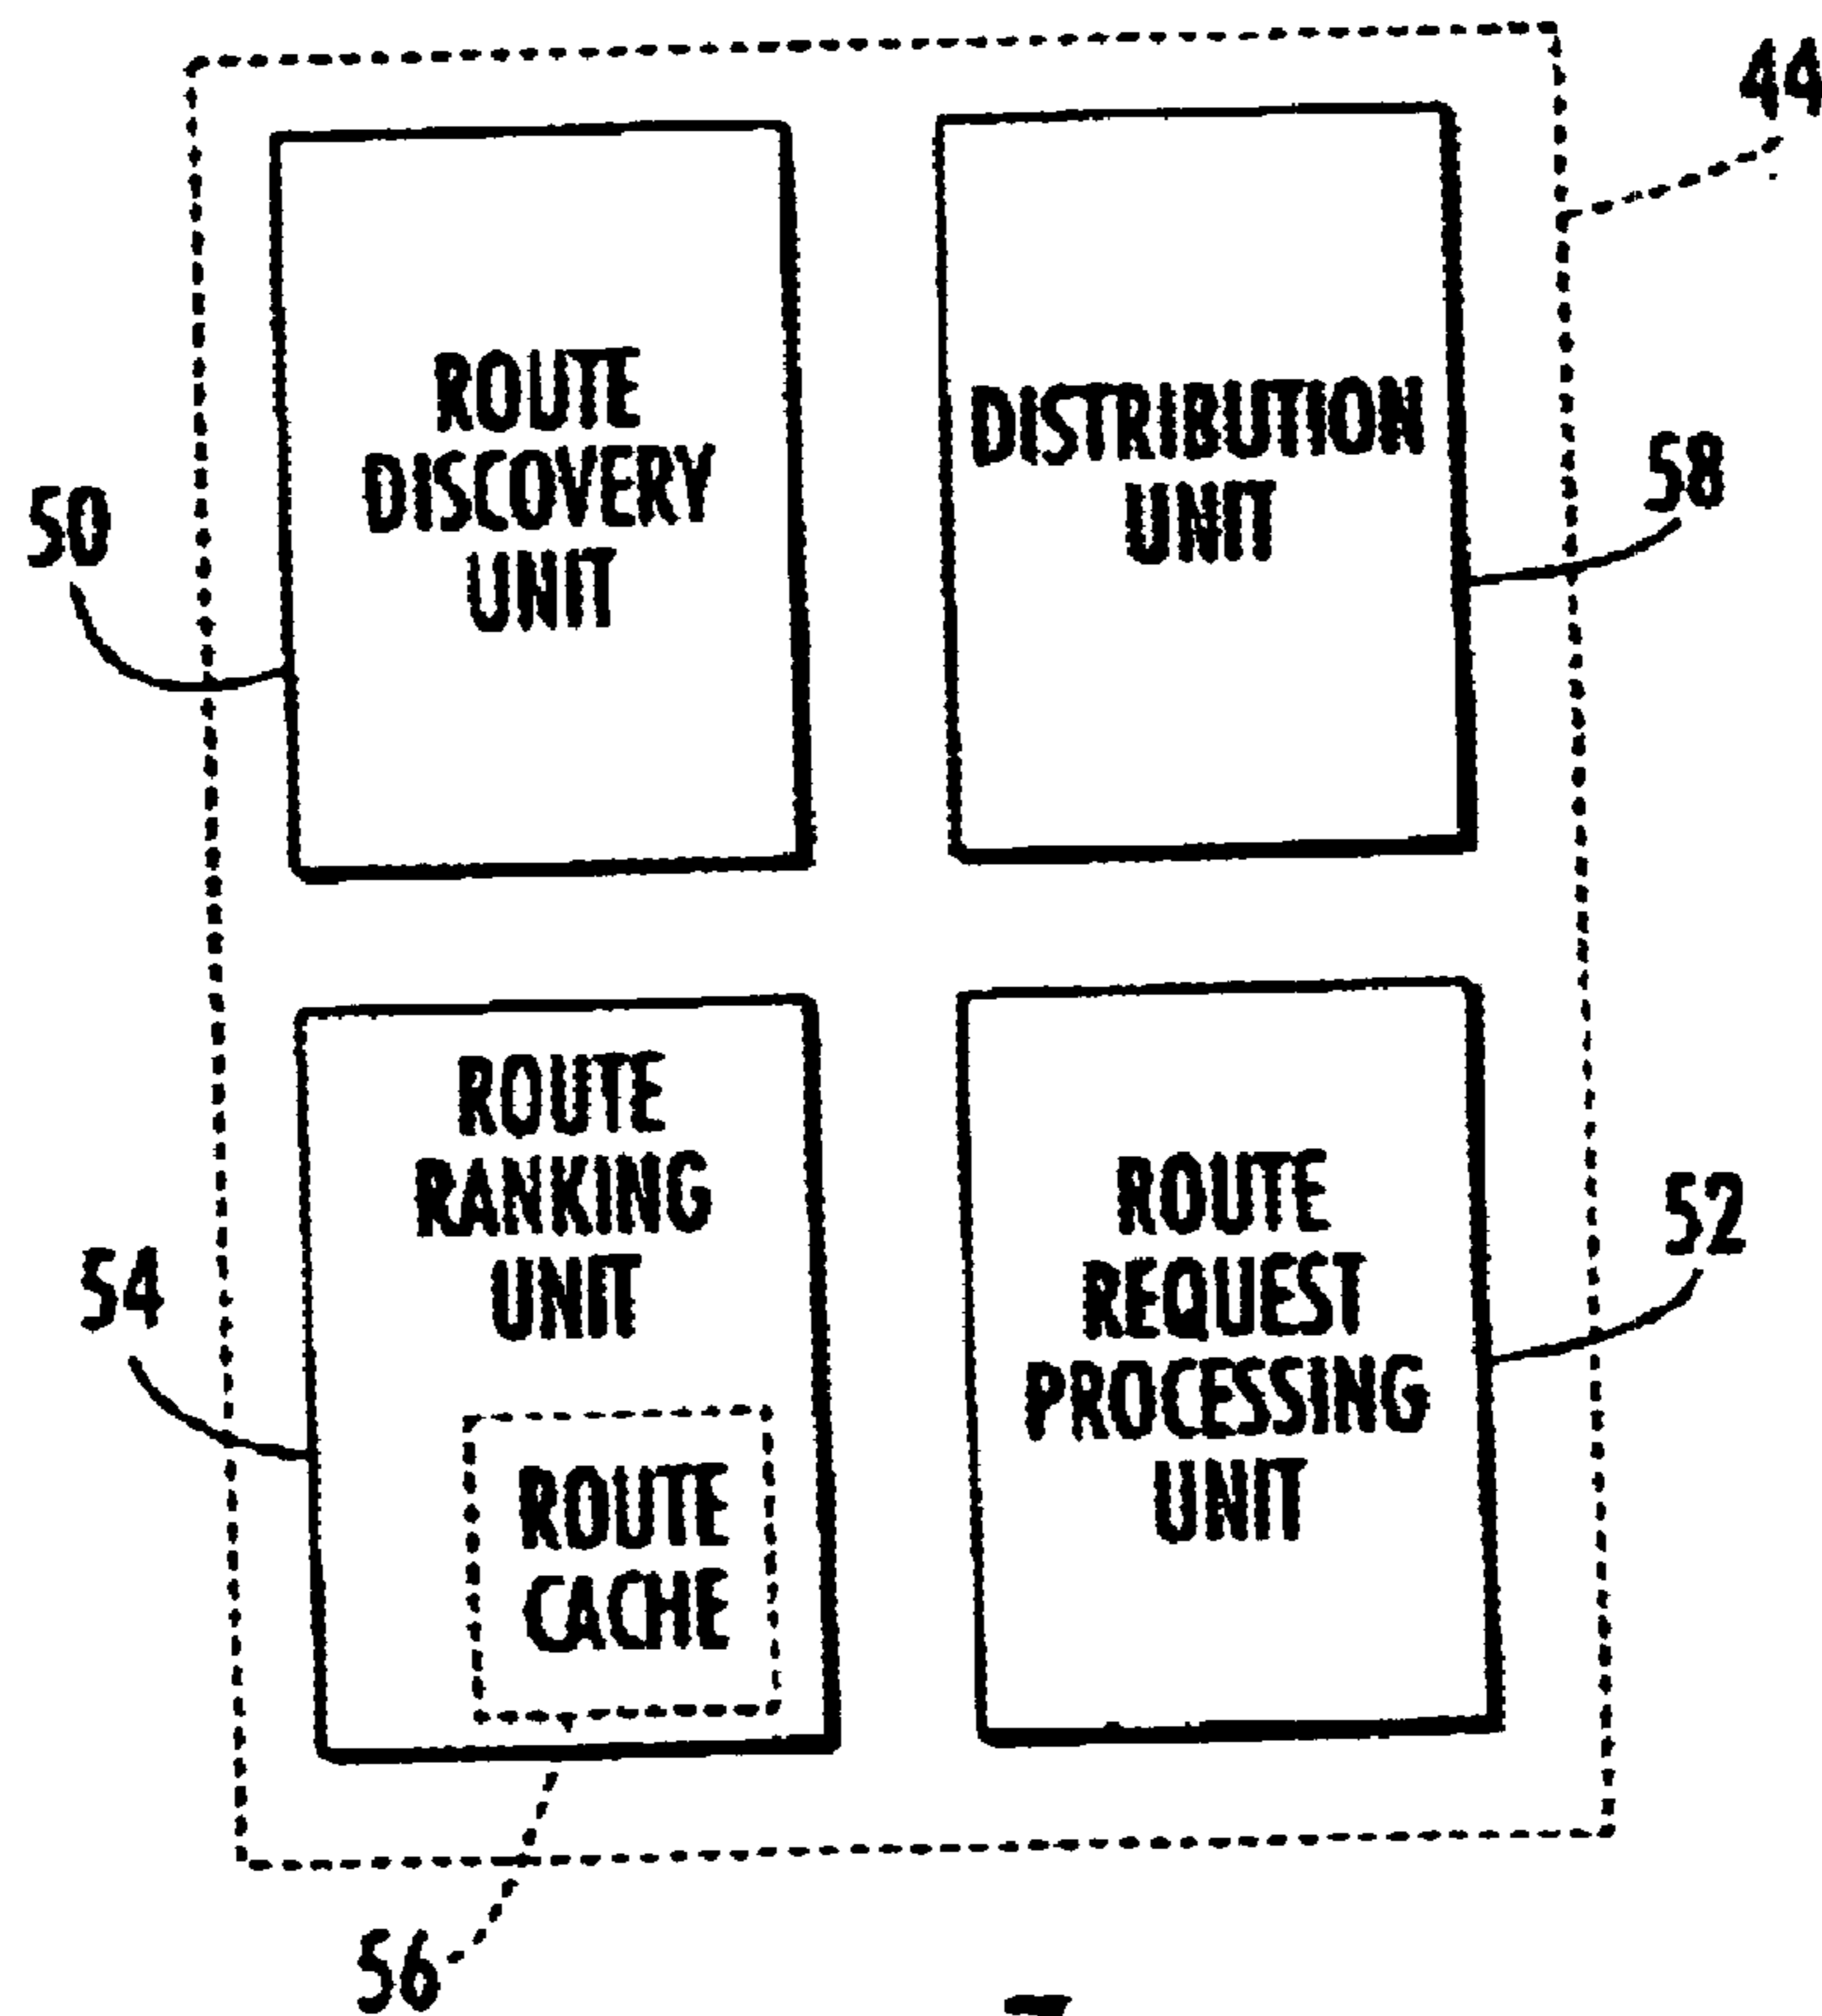 44
ROUTE
DISCOVERY
UNIT
50
DISTRIBUTION
UNIT
58
ROUTE
RANKING
UNIT
54
ROUTE
CACHE
56
ROUTE
REQUEST
PROCESSING
UNIT
52